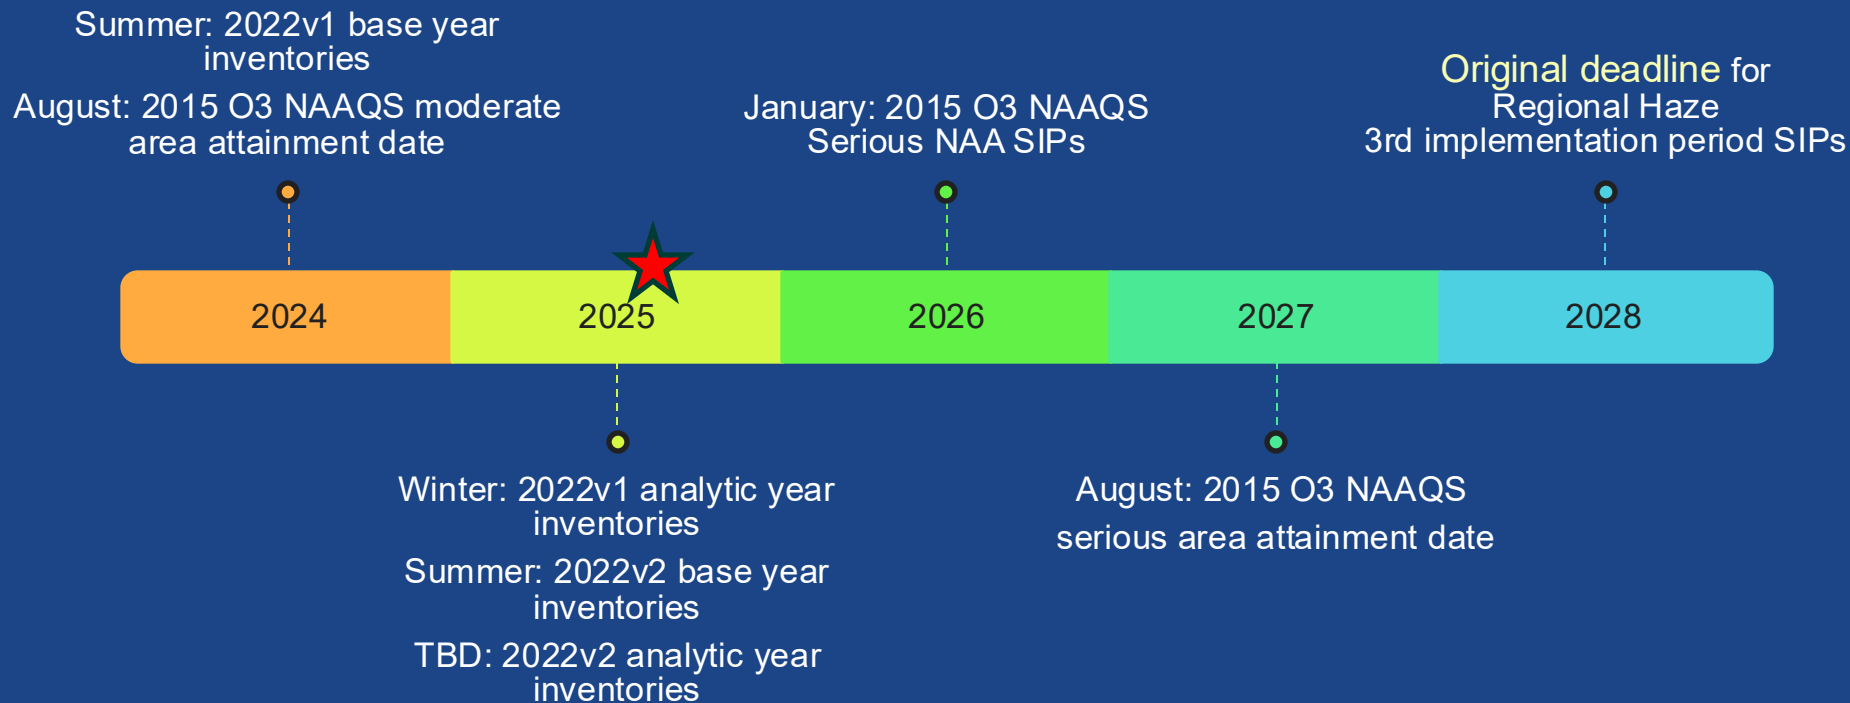 Summer: 2022v1 base year
inventories
August: 2015 O3 NAAQS moderate
area attainment date
January: 2015 O3 NAAQS
Serious NAA SIPs
Original deadline for
Regional Haze
3rd implementation period SIPs
2024
2025
2026
2027
2028
Winter: 2022v1 analytic year
inventories
Summer: 2022v2 base year
inventories
TBD: 2022v2 analytic year
inventories
August: 2015 O3 NAAQS
serious area attainment date